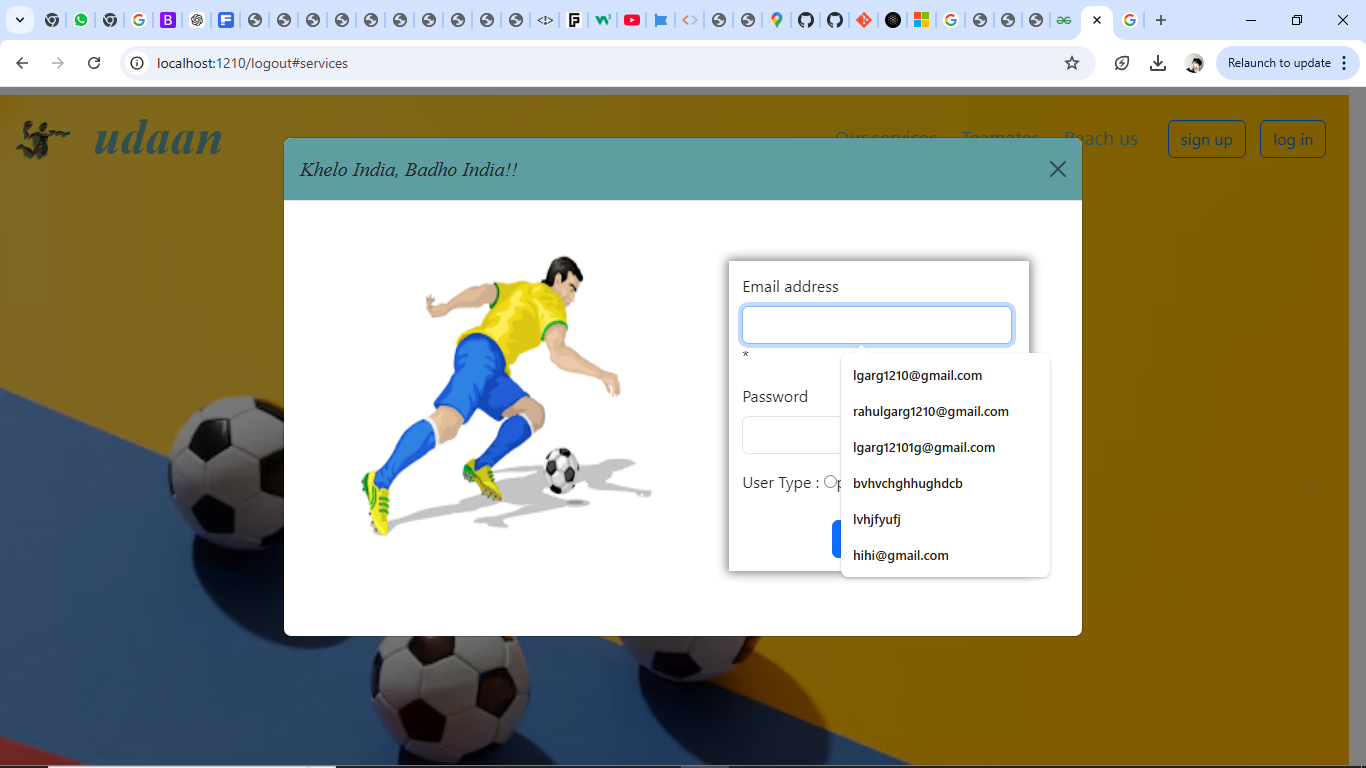 localhost:1210/logout#services
Relaunch to update
udaan
Our services Teamates Reach us sign up log in
Khelo India, Badho India!!
Email address
*
lgarg1210@gmail.com
Password
rahulgarg1210@gmail.com
lgarg12101g@gmail.com
User Type :
bvhvchghhughdcb
lvhjfyufj
hihi@gmail.com